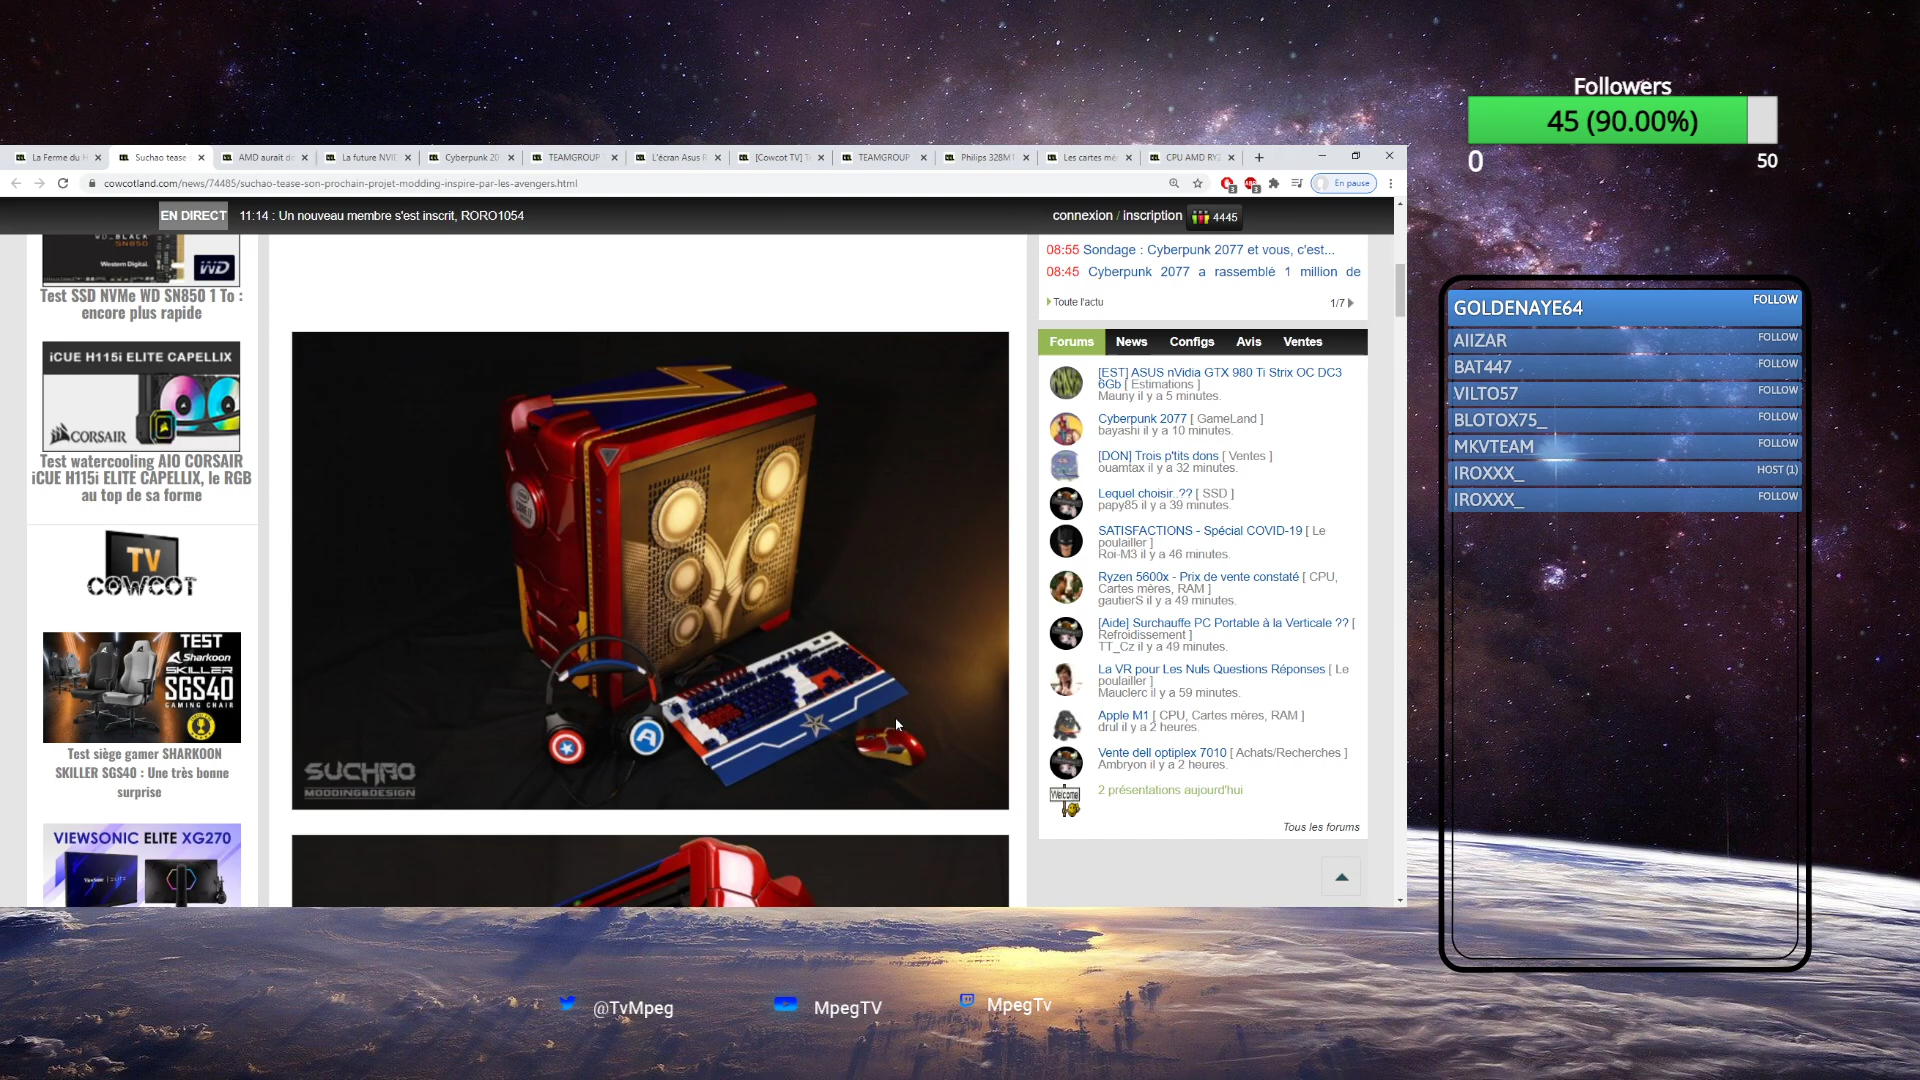 Followers
45 (90.00%)
0
50
La Ferme du H
Suchao tease
AMD aurait d
La future NVI
Cyberpunk 20
TEAMGROUP
L'écran Asus R
[Cowcot TV] T
TEAMGROUP
Philips 328M1
Les cartes mè
CPU AMD RYZ
cowcotland.com/news/74485/suchao-tease-son-prochain-projet-modding-inspire-par-les-avengers.html
En pause
EN DIRECT
11:14 : Un nouveau membre s'est inscrit, RORO1054
connexion / inscription
4445
WD_BLACK
SN850
Western Digital.
WD
Test SSD NVMe WD SN850 1 To :
encore plus rapide
iCUE H115i ELITE CAPELLIX
CORSAIR
Test watercooling AIO CORSAIR
iCUE H115i ELITE CAPELLIX, le RGB
au top de sa forme
TV
COWCOT
TEST
Sharkoon
SKILLER
SGS40
GAMING CHAIR
Test siège gamer SHARKOON
SKILLER SGS40 : Une très bonne
surprise
VIEWSONIC ELITE XG270
SUCHAO
MODDING&DESIGN
08:55 Sondage : Cyberpunk 2077 et vous, c'est...
08:45 Cyberpunk 2077 a rassemblé 1 million de
Toute l'actu
1/7
Forums
News
Configs
Avis
Ventes
[EST] ASUS nVidia GTX 980 Ti Strix OC DC3
6Gb [ Estimations ]
Mauny il y a 5 minutes.
Cyberpunk 2077 [ GameLand ]
bayashi il y a 10 minutes.
[DON] Trois p'tits dons [ Ventes ]
ouamtax il y a 32 minutes.
Lequel choisir..?? [ SSD ]
papy85 il y a 39 minutes.
SATISFACTIONS - Spécial COVID-19 [ Le
poulailler ]
Roi-M3 il y a 46 minutes.
Ryzen 5600x - Prix de vente constaté [ CPU,
Cartes mères, RAM ]
gautierS il y a 49 minutes.
[Aide] Surchauffe PC Portable à la Verticale ?? [
Refroidissement ]
TT_Cz il y a 49 minutes.
La VR pour Les Nuls Questions Réponses [ Le
poulailler ]
Mauclerc il y a 59 minutes.
Apple M1 [ CPU, Cartes mères, RAM ]
drul il y a 2 heures.
Vente dell optiplex 7010 [ Achats/Recherches ]
Ambryon il y a 2 heures.
Welcome
2 présentations aujourd'hui
Tous les forums
GOLDENAYE64 FOLLOW
AIIZAR FOLLOW
BAT447 FOLLOW
VILTO57 FOLLOW
BLOTOX75_ FOLLOW
MKVTEAM FOLLOW
IROXXX_ HOST (1)
IROXXX_ FOLLOW
@TvMpeg
MpegTV
MpegTv